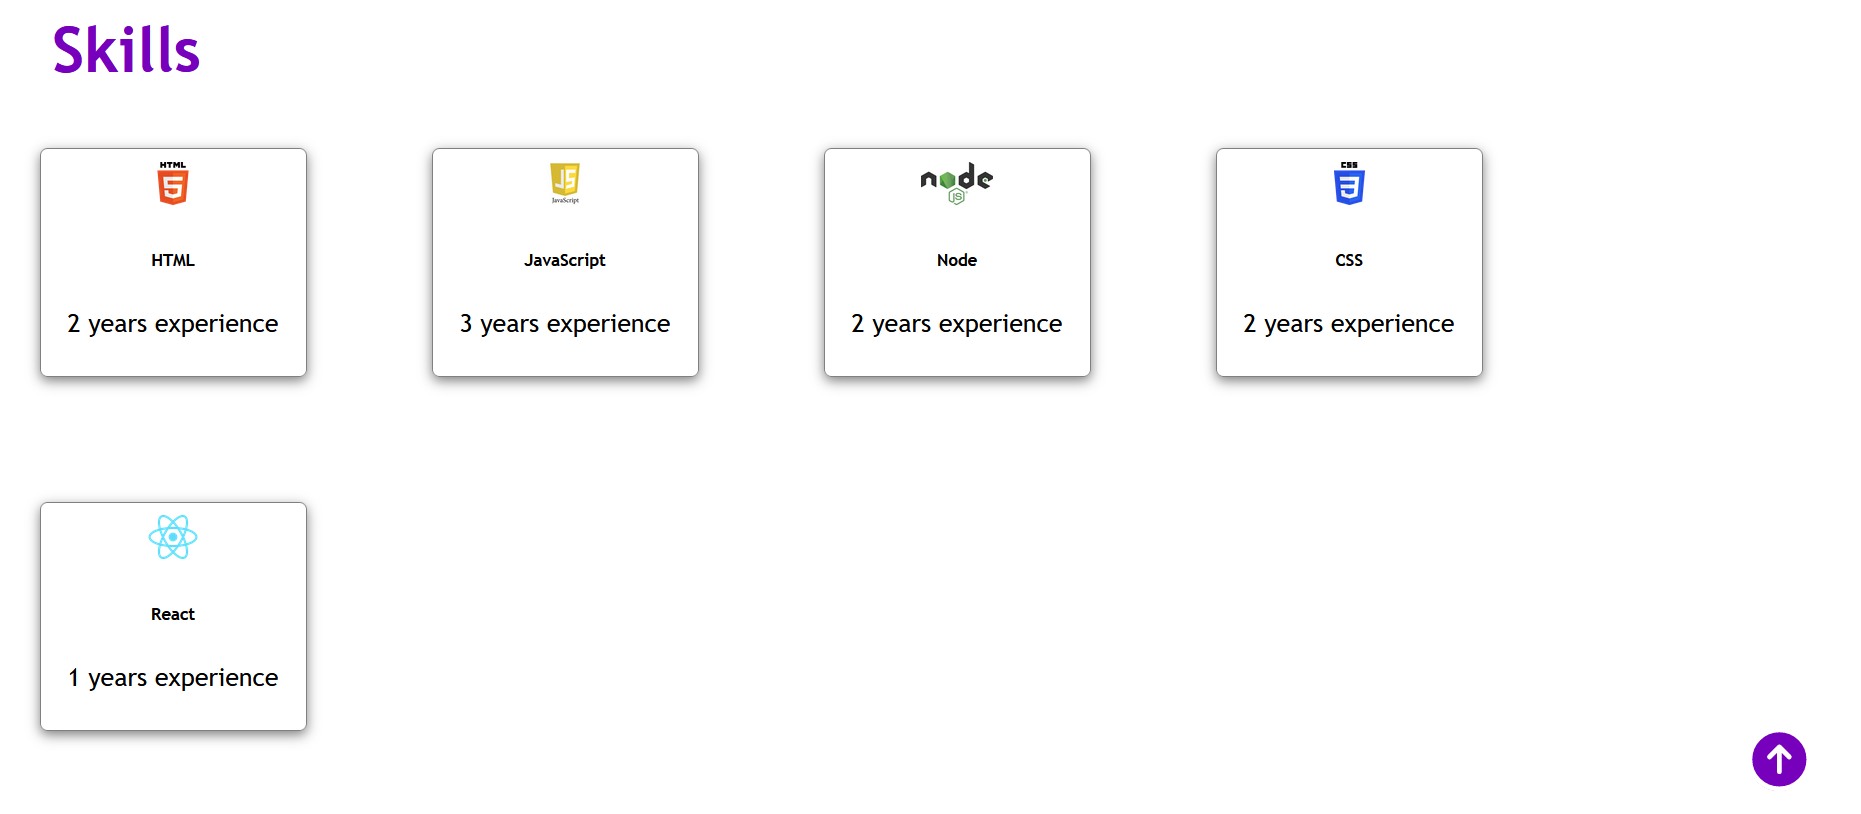 Skills
HTML
5
HTML
2 years experience
JS
JavaScript
JavaScript
3 years experience
node
JS
Node
2 years experience
CSS
3
CSS
2 years experience
React
1 years experience